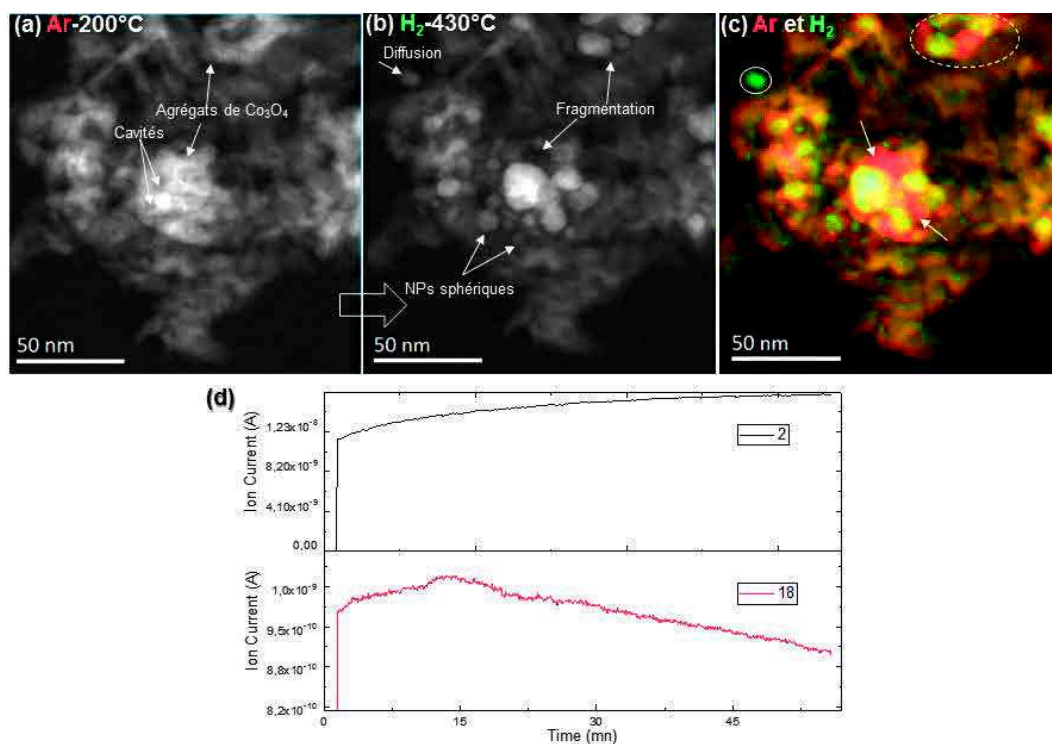 (a) Ar-200°C
Agrégats de Co₃O₄
Cavités
50 nm
(b) H₂-430°C
Diffusion
Fragmentation
NPs sphériques
50 nm
(c) Ar et H₂
50 nm
(d)
Ion Current (A)
1,23x10⁻⁸
8,20x10⁻⁹
4,10x10⁻⁹
0,00
2
Ion Current (A)
1,0x10⁻⁹
9,5x10⁻¹⁰
8,8x10⁻¹⁰
8,2x10⁻¹⁰
18
0 15 30 45
Time (mn)